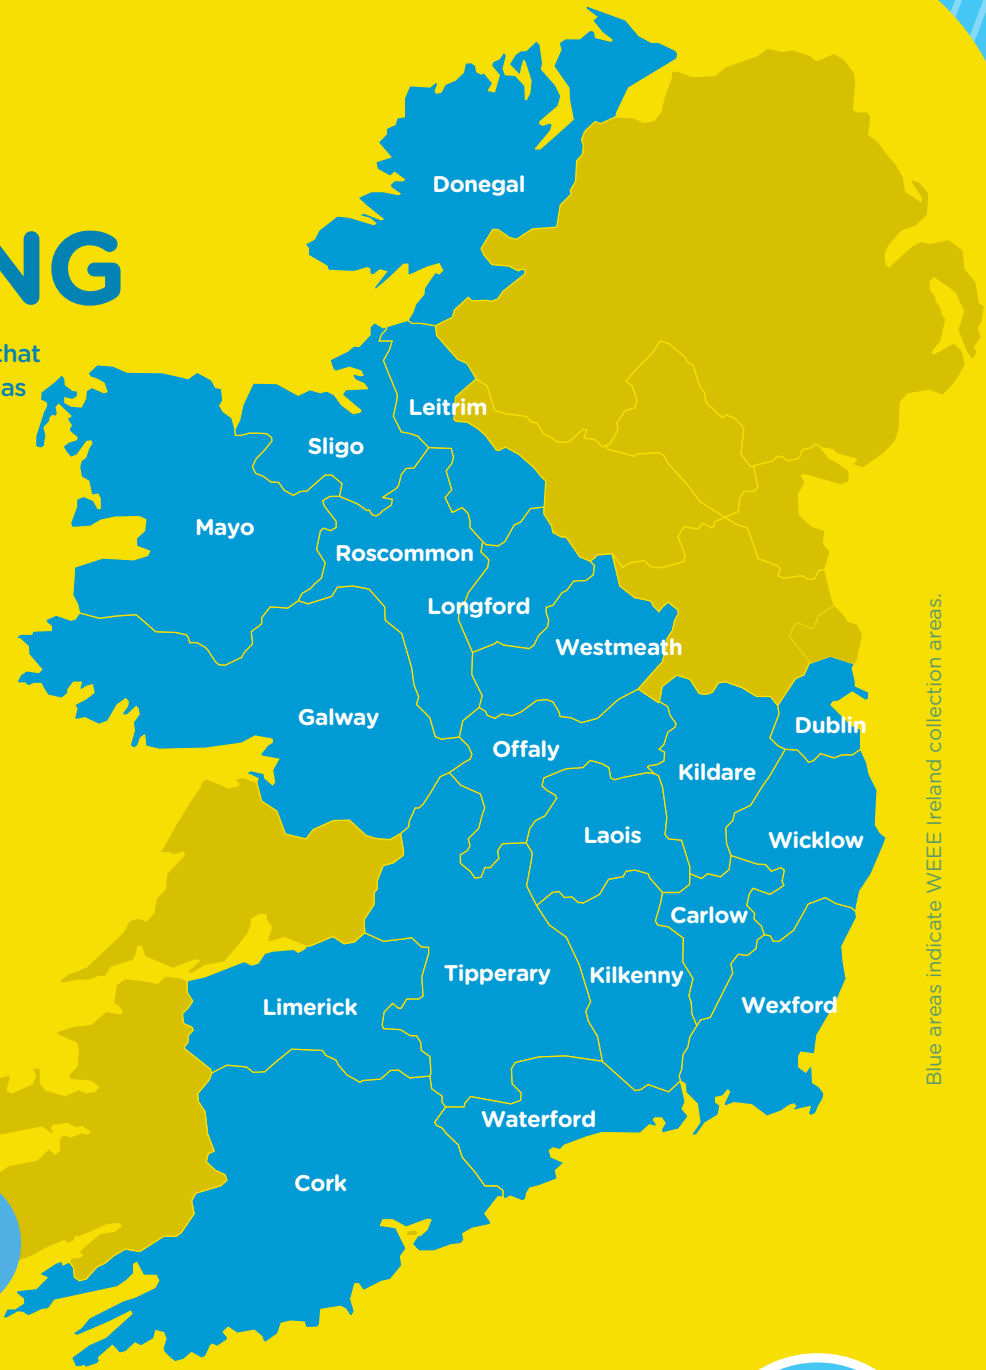 NG
that
as
Donegal
Leitrim
Sligo
Mayo
Roscommon
Longford
Westmeath
Galway
Dublin
Offaly
Kildare
Laois
Wicklow
Carlow
Tipperary
Kilkenny
Limerick
Wexford
Waterford
Cork
Blue areas indicate WEEE Ireland collection areas.